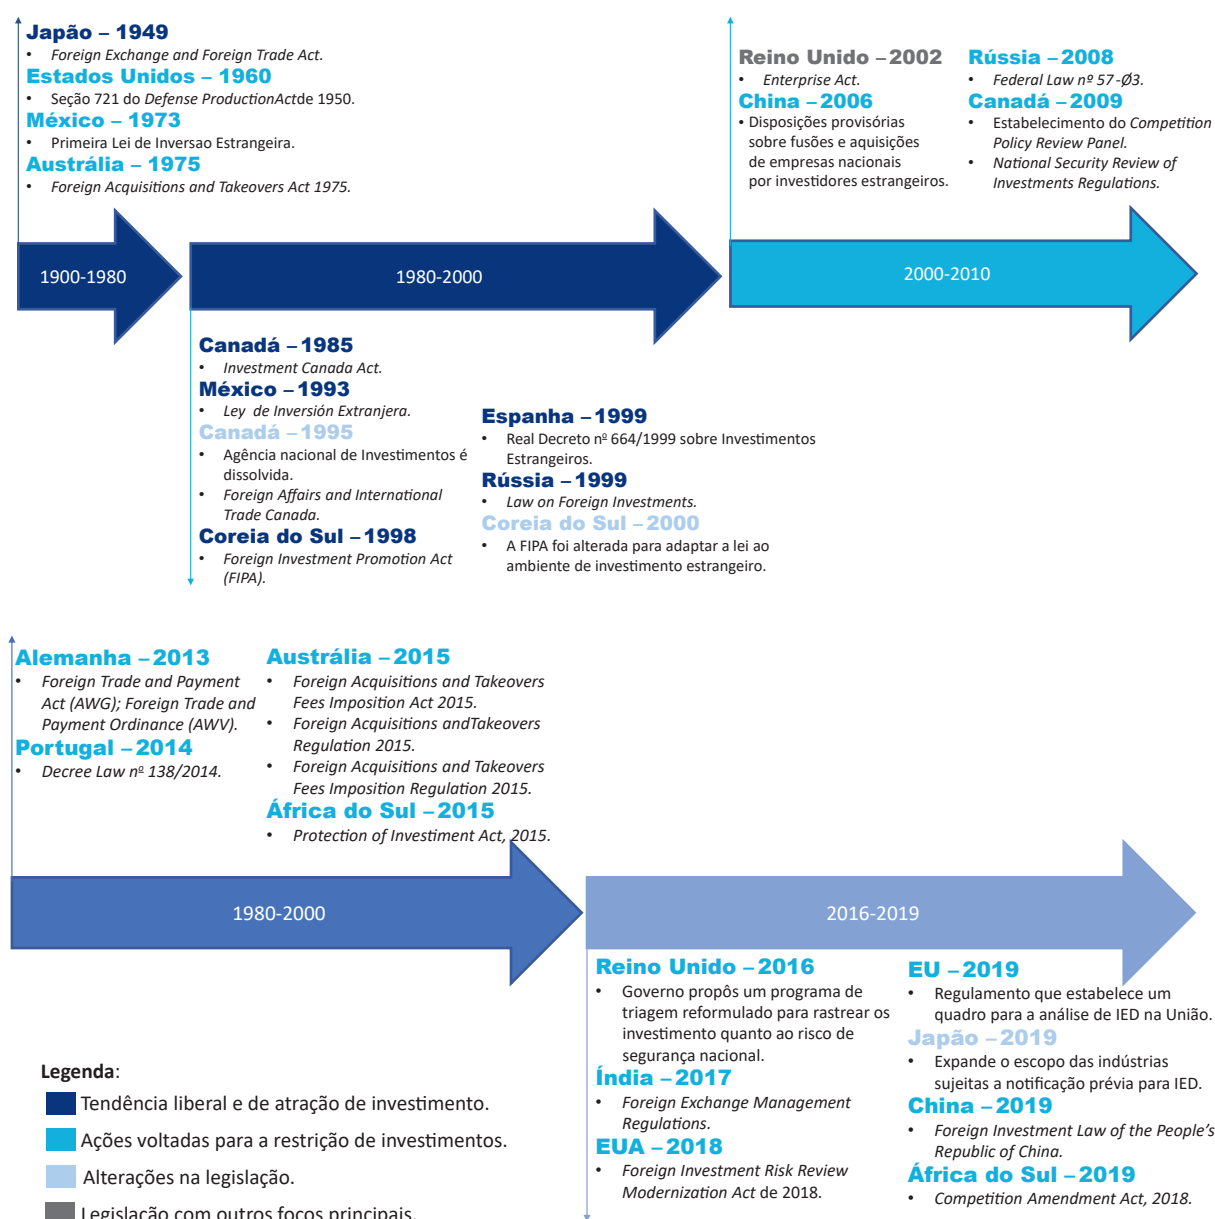 Japão – 1949
• Foreign Exchange and Foreign Trade Act.
Estados Unidos – 1960
• Seção 721 do Defense ProductionActde 1950.
México – 1973
• Primeira Lei de Inversao Estrangeira.
Austrália – 1975
• Foreign Acquisitions and Takeovers Act 1975.
Reino Unido – 2002
• Enterprise Act.
China – 2006
• Disposições provisórias
sobre fusões e aquisições
de empresas nacionais
por investidores estrangeiros.
Rússia – 2008
• Federal Law nº 57-Ø3.
Canadá – 2009
• Estabelecimento do Competition
Policy Review Panel.
• National Security Review of
Investments Regulations.
1900-1980
1980-2000
2000-2010
Canadá – 1985
• Investment Canada Act.
México – 1993
• Ley de Inversión Extranjera.
Canadá – 1995
• Agência nacional de Investimentos é
dissolvida.
• Foreign Affairs and International
Trade Canada.
Coreia do Sul – 1998
• Foreign Investment Promotion Act
(FIPA).
Espanha – 1999
• Real Decreto nº 664/1999 sobre Investimentos
Estrangeiros.
Rússia – 1999
• Law on Foreign Investments.
Coreia do Sul – 2000
• A FIPA foi alterada para adaptar a lei ao
ambiente de investimento estrangeiro.
Alemanha – 2013
• Foreign Trade and Payment
Act (AWG); Foreign Trade and
Payment Ordinance (AWV).
Portugal – 2014
• Decree Law nº 138/2014.
Austrália – 2015
• Foreign Acquisitions and Takeovers
Fees Imposition Act 2015.
• Foreign Acquisitions andTakeovers
Regulation 2015.
• Foreign Acquisitions and Takeovers
Fees Imposition Regulation 2015.
África do Sul – 2015
• Protection of Investiment Act, 2015.
1980-2000
2016-2019
Reino Unido – 2016
• Governo propôs um programa de
triagem reformulado para rastrear os
investimento quanto ao risco de
segurança nacional.
Índia – 2017
• Foreign Exchange Management
Regulations.
EUA – 2018
• Foreign Investment Risk Review
Modernization Act de 2018.
EU – 2019
• Regulamento que estabelece um
quadro para a análise de IED na União.
Japão – 2019
• Expande o escopo das indústrias
sujeitas a notificação prévia para IED.
China – 2019
• Foreign Investment Law of the People's
Republic of China.
África do Sul – 2019
• Competition Amendment Act, 2018.
Legenda:
Tendência liberal e de atração de investimento.
Ações voltadas para a restrição de investimentos.
Alterações na legislação.
Legislação com outros focos principais.